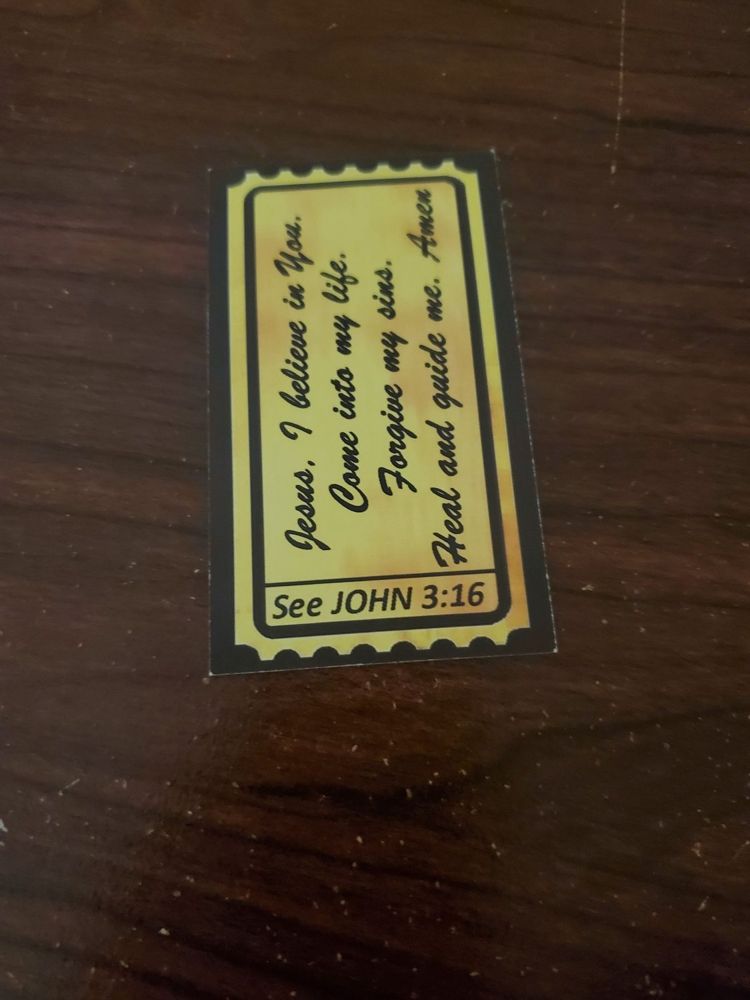 Jesus, I believe in You.
Come into my life.
Forgive my sins.
Heal and guide me. Amen
See JOHN 3:16